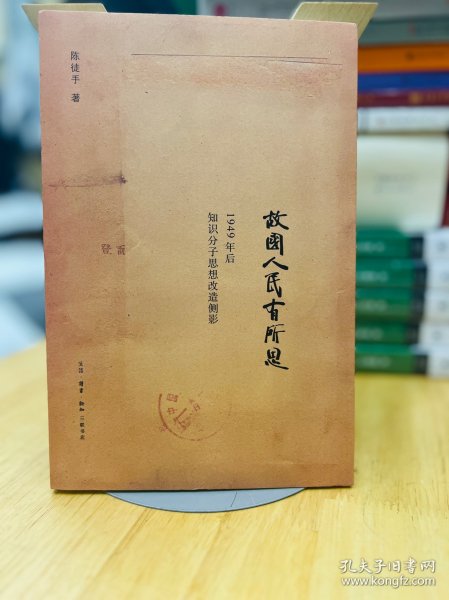 陈徒手 著
故國人民有所思
1949年后
知识分子思想改造侧影
生活·讀書·新知 三联书店
孔夫子旧书网
www.kongfz.com